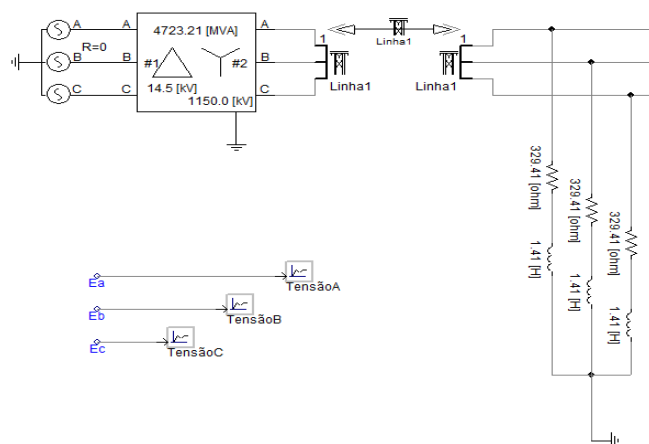 A
A
4723.21 [MVA]
A
1
Linha1
1
R=0
B
B
#1
#2
B
Linha1
Linha1
C
C
14.5 [kV]
1150.0 [kV]
C
329.41 [ohm]
329.41 [ohm]
329.41 [ohm]
1.41 [H]
1.41 [H]
1.41 [H]
Ea
TensãoA
Eb
TensãoB
Ec
TensãoC